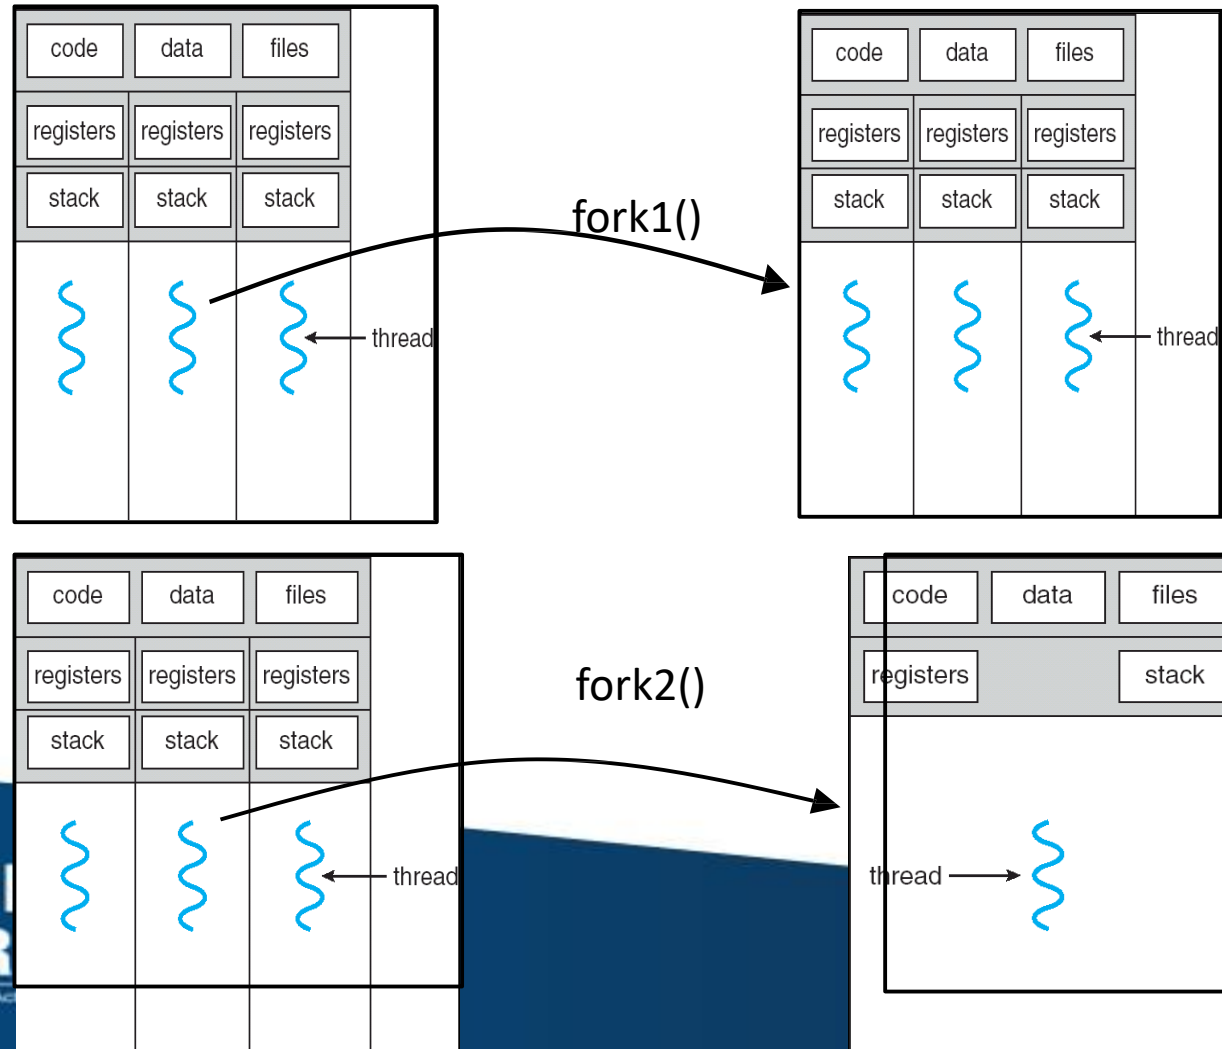 code data files
registers registers registers
stack stack stack
thread
fork1()
code data files
registers registers registers
stack stack stack
thread
code data files
registers registers registers
stack stack stack
thread
fork2()
code data files
registers stack
thread
R